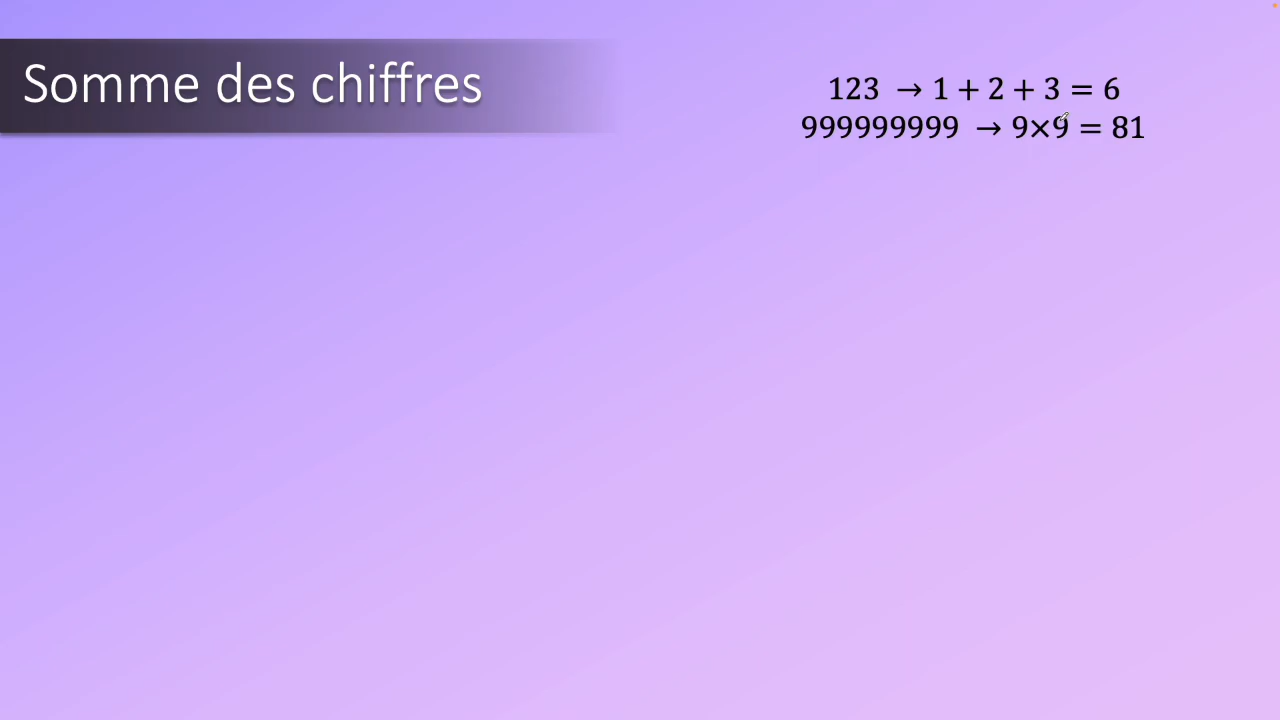 Somme des chiffres
123 → 1 + 2 + 3 = 6
999999999 → 9×9 = 81